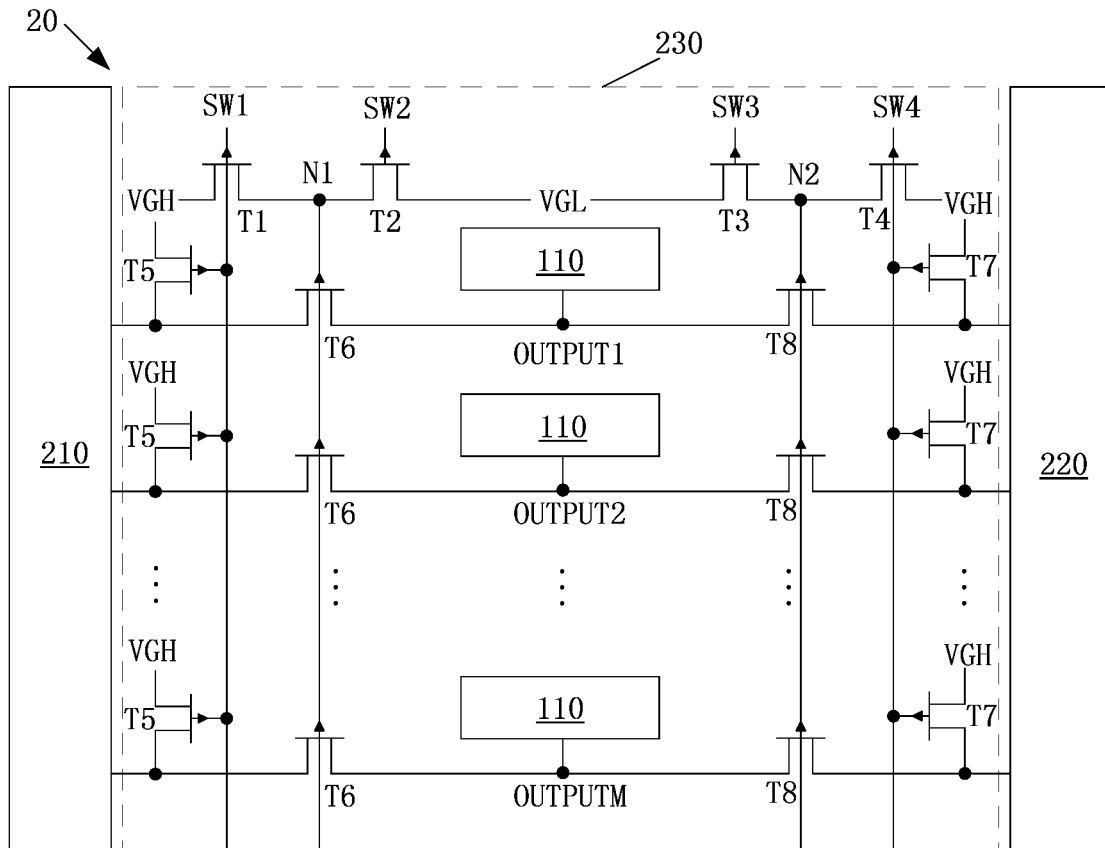 20
230
SW1 SW2 SW3 SW4
N1 N2
VGH T1 T2 VGL T3 T4 VGH
T5 110 T7
T6 OUTPUT1 T8
VGH VGH
T5 110 T7
210 220
T6 OUTPUT2 T8
VGH VGH
T5 110 T7
T6 OUTPUTM T8